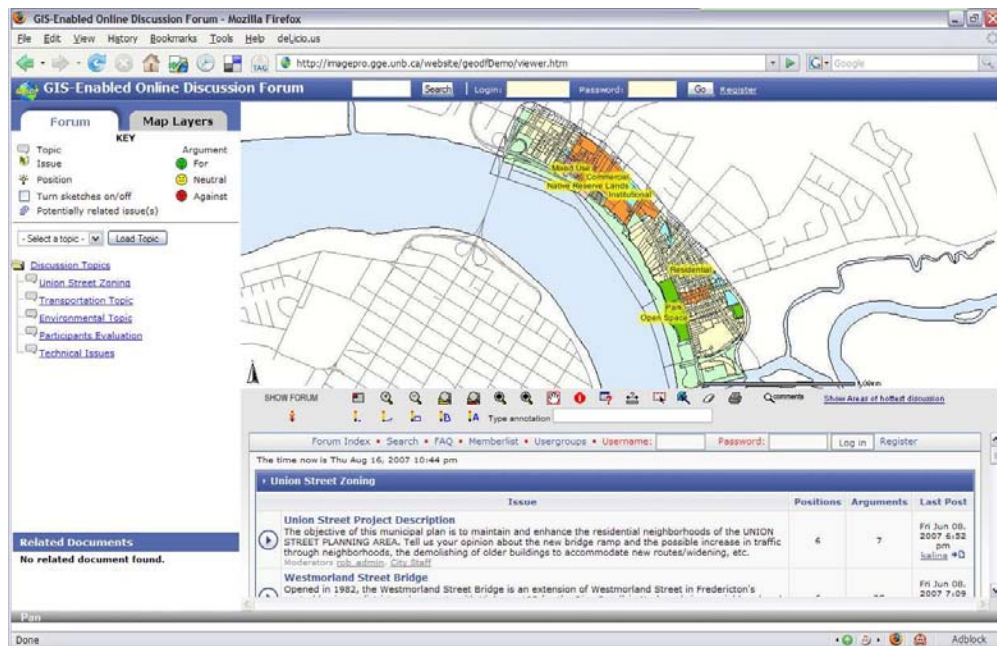 GIS-Enabled Online Discussion Forum - Mozilla Firefox
File Edit View History Bookmarks Tools Help del.icio.us
TAG http://imagepro.gge.unb.ca/website/geodfDemo/viewer.htm Google
GIS-Enabled Online Discussion Forum Search Login: Password: Go Register
Forum Map Layers
KEY
Topic Argument
Issue For
Position Neutral
Turn sketches on/off Against
Potentially related issue(s)
- Select a topic - Load Topic
Discussion Topics
Union Street Zoning
Transportation Topic
Environmental Topic
Participants Evaluation
Technical Issues
Related Documents
No related document found.
Mixed Use
Commercial
Native Reserve Lands
Institutional
Residential
Park
Open Space
SHOW FORUM comments Show Areas of hottest discussion
Type annotation
Forum Index • Search • FAQ • Memberlist • Usergroups • Username: Password: Log in Register
The time now is Thu Aug 16, 2007 10:44 pm
Union Street Zoning
Issue Positions Arguments Last Post
Union Street Project Description
The objective of this municipal plan is to maintain and enhance the residential neighborhoods of the UNION
STREET PLANNING AREA. Tell us your opinion about the new bridge ramp and the possible increase in traffic
through neighborhoods, the demolishing of older buildings to accommodate new routes/widening, etc.
Moderators rob_admin, City Staff
6 7
Fri Jun 08,
2007 6:52
pm
kalina
Westmorland Street Bridge
Opened in 1982, the Westmorland Street Bridge is an extension of Westmorland Street in Fredericton's
Fri Jun 08,
2007 7:09
Pan
Done Adblock